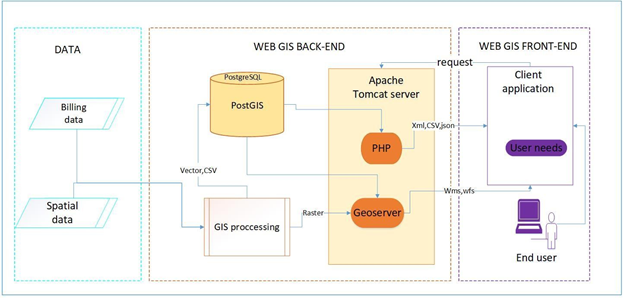 DATA
WEB GIS BACK-END
WEB GIS FRONT-END
Billing
data
Spatial
data
PostgreSQL
PostGIS
Vector,CSV
GIS proccessing
Raster
Apache
Tomcat server
PHP
Geoserver
request
Xml,CSV,json
Wms,wfs
Client
application
User needs
End user